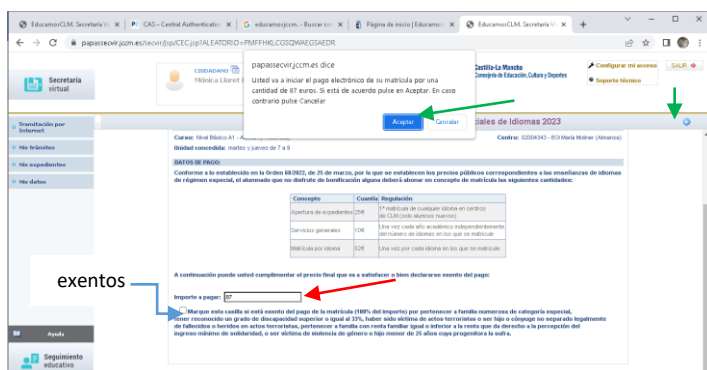 EducamosCLM. Secretaría Vir
CAS – Central Authentication
educamosjccm. - Buscar con
Página de inicio | Educamos
EducamosCLM. Secretaría Vi
papassecvir.jccm.es/secvir/jsp/CEC.jsp?ALEATORIO=PMFFHKLCGSQWAEGSAEDR
Secretaría
virtual
CIUDADANO
Mónica Lloret
papassecvir.jccm.es dice
Usted va a iniciar el pago electrónico de su matrícula por una
cantidad de 87 euros. Si está de acuerdo pulse en Aceptar. En caso
contrario pulse Cancelar
Aceptar
Cancelar
Castilla-La Mancha
Consejería de Educación, Cultura y Deportes
Configurar mi acceso
Soporte técnico
SALIR
Tramitación por
Internet
Mis trámites
Mis expedientes
Mis datos
ciales de Idiomas 2023
Curso: Nivel Básico A1 -
Centro: 02004343 - EOI María Moliner (Almansa)
Unidad concedida: martes y jueves de 7 a 9
DATOS DE PAGO:
Conforme a lo establecido en la Orden 60/2022, de 25 de marzo, por la que se establecen los precios públicos correspondientes a las enseñanzas de idiomas
de régimen especial, el alumnado que no disfrute de bonificación alguna deberá abonar en concepto de matrícula las siguientes cantidades:
Concepto Cuantía Regulación
Apertura de expedientes 25€ 1ª matrícula de cualquier idioma en centros
de CLM (solo alumnos nuevos)
Servicios generales 10€ Una vez cada año académico independientemente
del número de idiomas en los que se matricule
Matrícula por idioma 52€ Una vez por cada idioma en los que se matricule
A continuación puede usted cumplimentar el precio final que va a satisfacer o bien declararse exento del pago:
exentos
Importe a pagar: 87
Marque esta casilla si está exento del pago de la matrícula (100% del importe) por pertenecer a familia numerosa de categoría especial,
tener reconocido un grado de discapacidad superior o igual al 33%, haber sido víctima de actos terroristas o ser hijo o cónyuge no separado legalmente
de fallecidos o heridos en actos terroristas, pertenecer a familia con renta familiar igual o inferior a la renta que da derecho a la percepción del
ingreso mínimo de solidaridad, o ser víctima de violencia de género o hijo menor de 25 años cuya progenitora la sufra.
Ayuda
Seguimiento
educativo